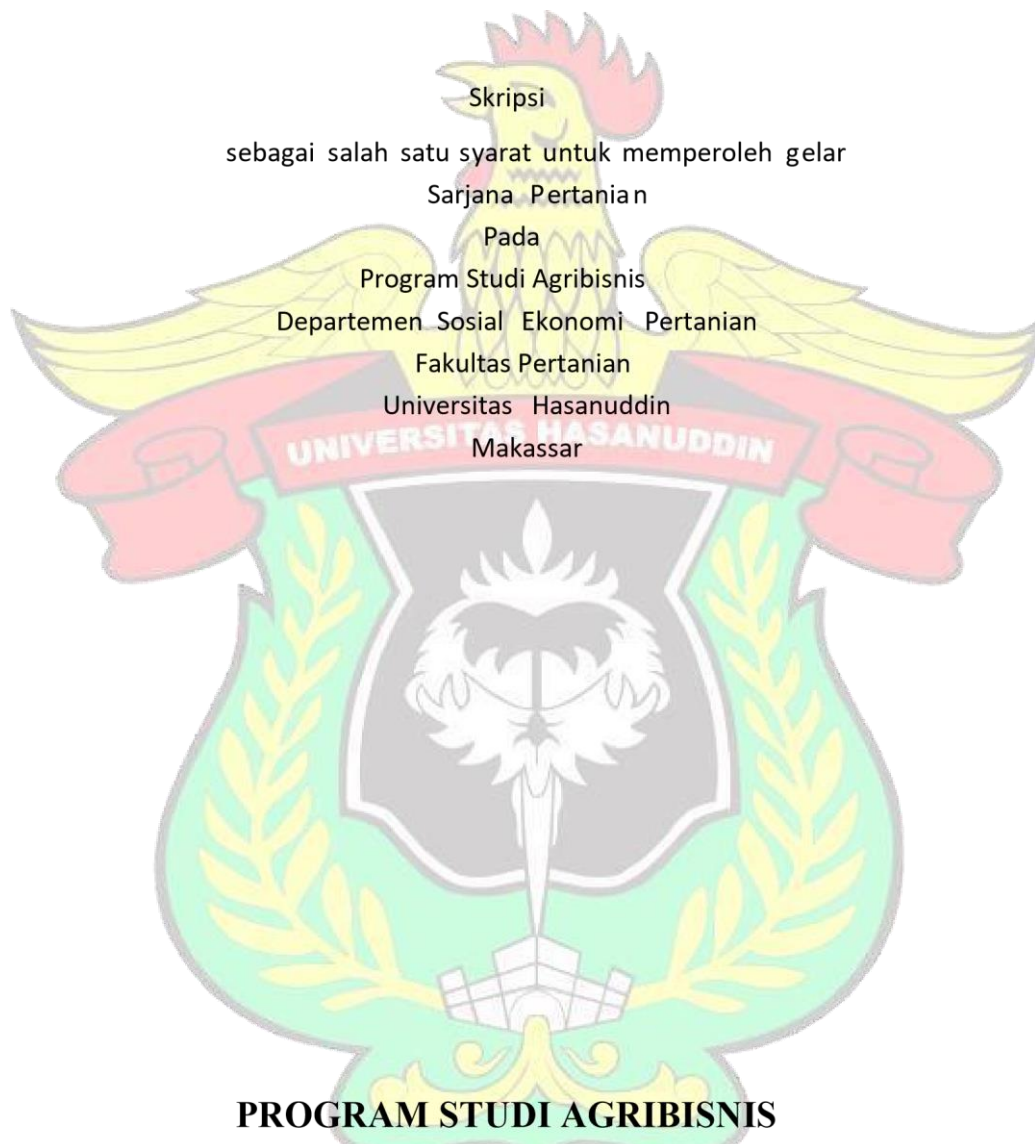 Skripsi
sebagai salah satu syarat untuk memperoleh gelar
Sarjana Pertanian
Pada
Program Studi Agribisnis
Departemen Sosial Ekonomi Pertanian
Fakultas Pertanian
Universitas Hasanuddin
UNIVERSITAS HASANUDDIN
Makassar
PROGRAM STUDI AGRIBISNIS